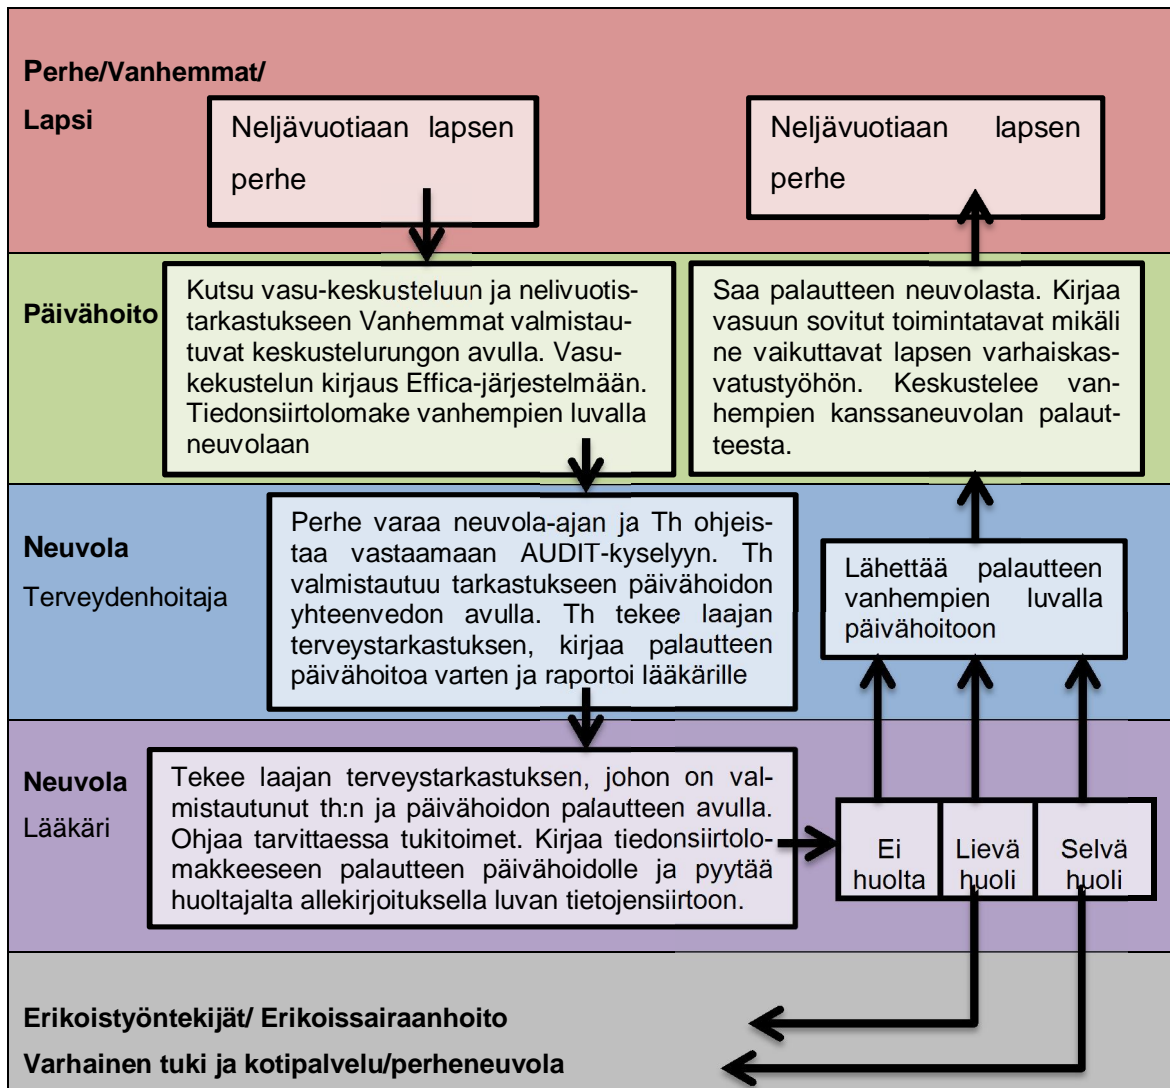 Perhe/Vanhemmat/
Lapsi
Neljävuotiaan lapsen
perhe
Neljävuotiaan lapsen
perhe
Päivähoito
Kutsu vasu-keskusteluun ja nelivuotis-
tarkastukseen Vanhemmat valmistau-
tuvat keskustelurungon avulla. Vasu-
kekustelun kirjaus Effica-järjestelmään.
Tiedonsiirtolomake vanhempien luvalla
neuvolaan
Saa palautteen neuvolasta. Kirjaa
vasuun sovitut toimintatavat mikäli
ne vaikuttavat lapsen varhaiskas-
vatustyöhön. Keskustelee van-
hempien kanssaneuvolan palaut-
teesta.
Neuvola
Terveydenhoitaja
Perhe varaa neuvola-ajan ja Th ohjeis-
taa vastaamaan AUDIT-kyselyyn. Th
valmistautuu tarkastukseen päivähoidon
yhteenvedon avulla. Th tekee laajan
terveystarkastuksen, kirjaa palautteen
päivähoitoa varten ja raportoi lääkärille
Lähettää palautteen
vanhempien luvalla
päivähoitoon
Neuvola
Lääkäri
Tekee laajan terveystarkastuksen, johon on val-
mistautunut th:n ja päivähoidon palautteen avulla.
Ohjaa tarvittaessa tukitoimet. Kirjaa tiedonsiirtolo-
makkeeseen palautteen päivähoidolle ja pyytää
huoltajalta allekirjoituksella luvan tietojensiirtoon.
Ei
huolta
Lievä
huoli
Selvä
huoli
Erikoistyöntekijät/ Erikoissairaanhoito
Varhainen tuki ja kotipalvelu/perheneuvola